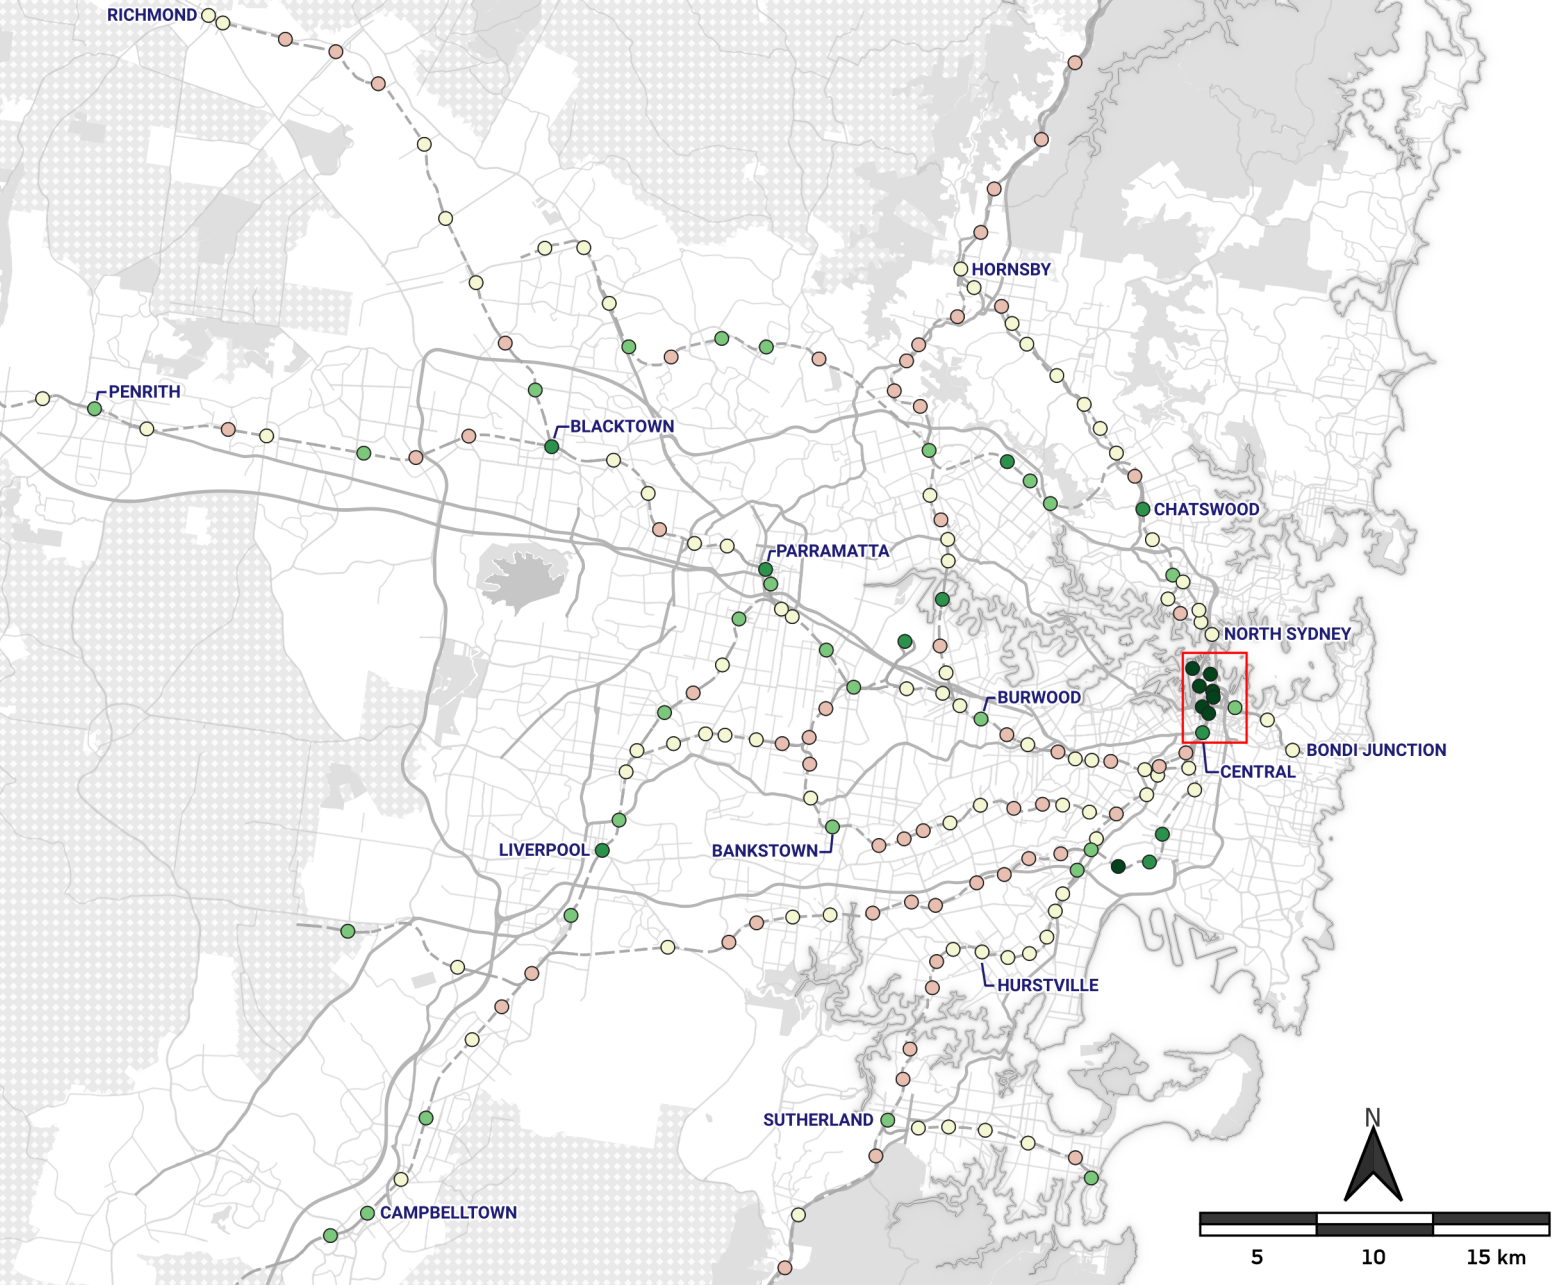 RICHMOND
HORNSBY
PENRITH
BLACKTOWN
CHATSWOOD
PARRAMATTA
NORTH SYDNEY
BURWOOD
BONDI JUNCTION
CENTRAL
LIVERPOOL
BANKSTOWN
HURSTVILLE
SUTHERLAND
CAMPBELLTOWN
N
5 10 15 km